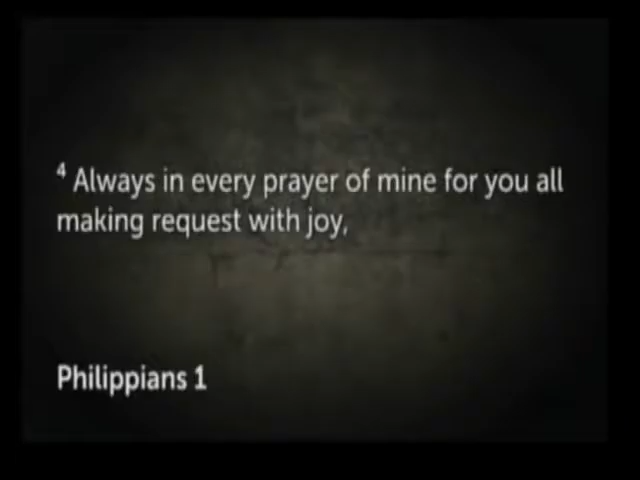 4 Always in every prayer of mine for you all
making request with joy,
Philippians 1